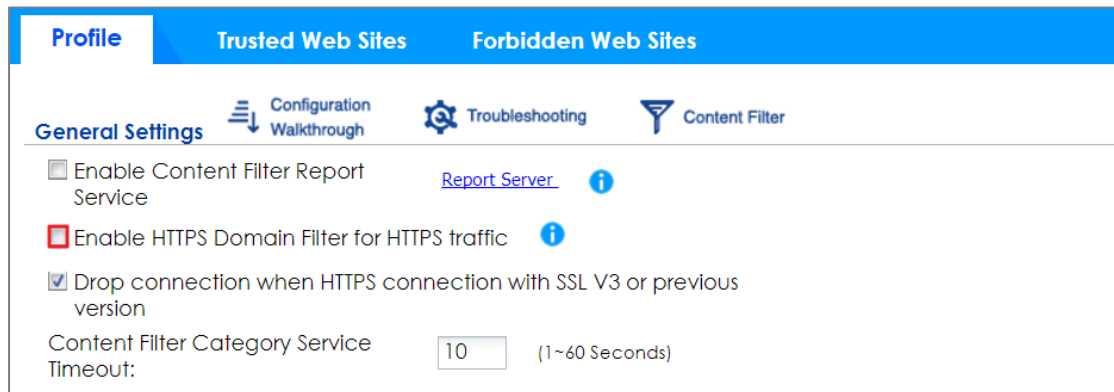 Profile
Trusted Web Sites
Forbidden Web Sites
General Settings
Configuration
Walkthrough
Troubleshooting
Content Filter
Enable Content Filter Report
Service
Report Server
Enable HTTPS Domain Filter for HTTPS traffic
Drop connection when HTTPS connection with SSL V3 or previous
version
Content Filter Category Service
Timeout:
10
(1~60 Seconds)